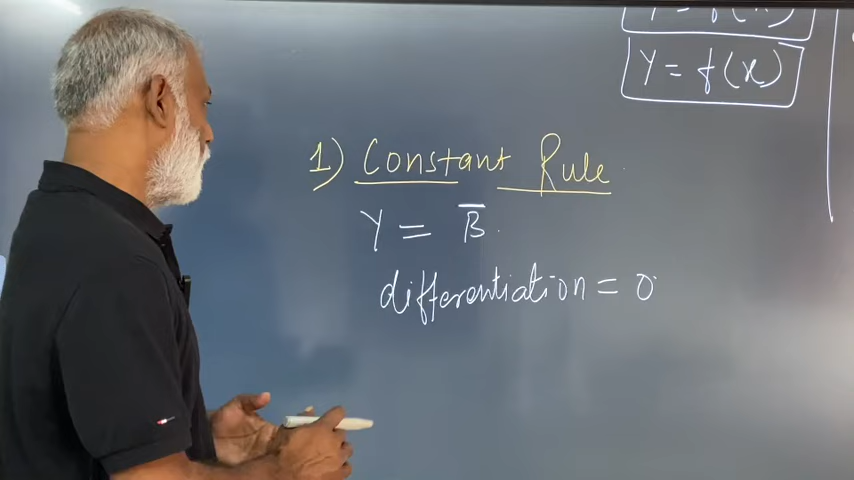 Y = f(x)
1) Constant Rule
Y = B̅.
differentiation = 0